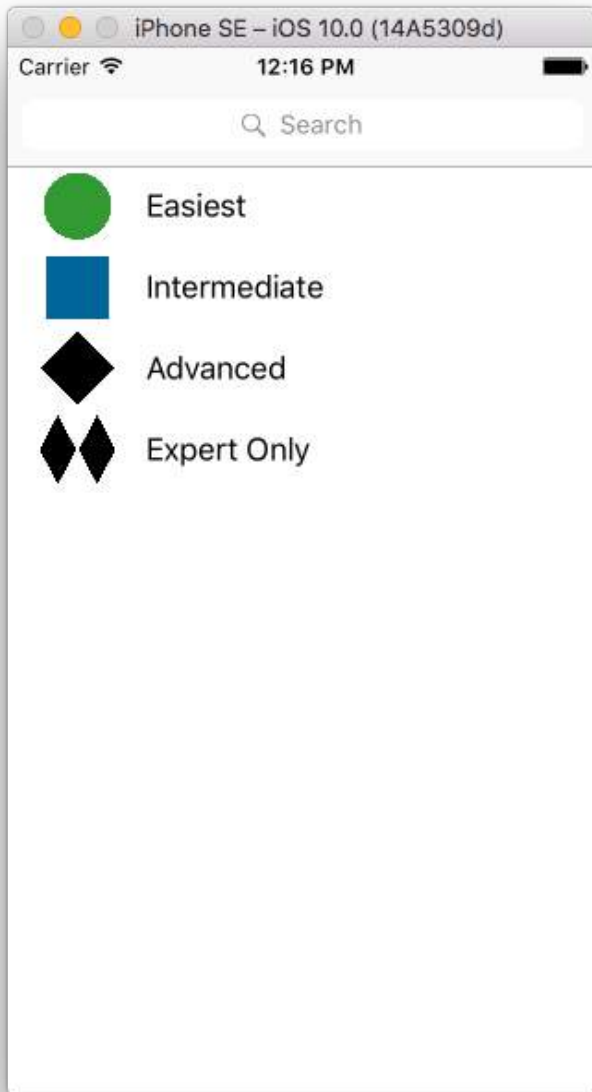 iPhone SE – iOS 10.0 (14A5309d)
Carrier 12:16 PM
Search
Easiest
Intermediate
Advanced
Expert Only